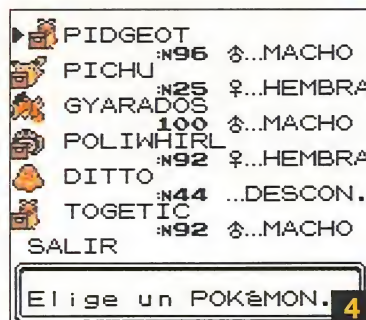 PIDGEOT
:N96 ♂...MACHO
PICHU
:N25 ♀...HEMBRA
GYARADOS
100 ♂...MACHO
POLIWHIRL
:N92 ♀...HEMBRA
DITTO
:N44 ...DESCON.
TOGETIC
:N92 ♂...MACHO
SALIR
Elige un POKéMON.
4